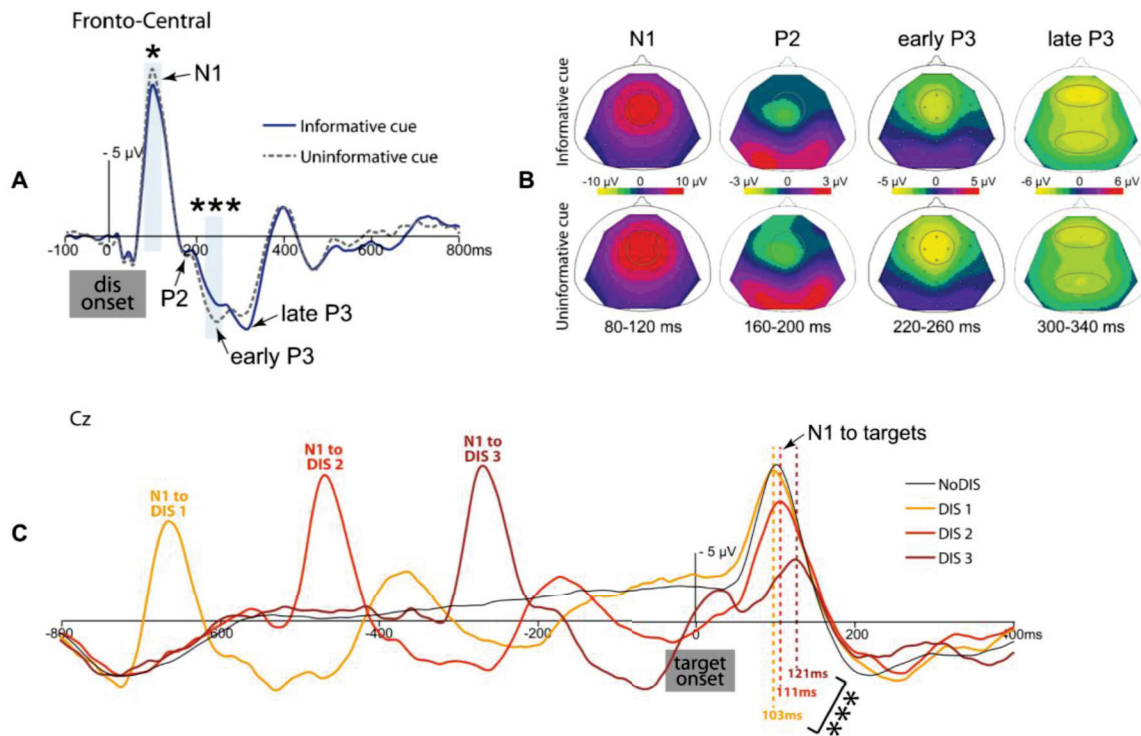 Fronto-Central
*
N1
Informative cue
Uninformative cue
- 5 µV
A
***
-100
0
200
400
600
800ms
dis
onset
P2
late P3
early P3
N1
P2
early P3
late P3
Informative cue
B
-10 µV
0
10 µV
-3 µV
0
3 µV
-5 µV
0
5 µV
-6 µV
0
6 µV
Uninformative cue
80-120 ms
160-200 ms
220-260 ms
300-340 ms
Cz
N1 to
DIS 1
N1 to
DIS 2
N1 to
DIS 3
N1 to targets
NoDIS
DIS 1
DIS 2
DIS 3
C
- 5 µV
-800
600
-400
-200
0
200
400ms
target
onset
121ms
111ms
103ms
***